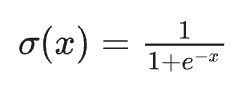 σ(x) = 1 / (1+e⁻ˣ)